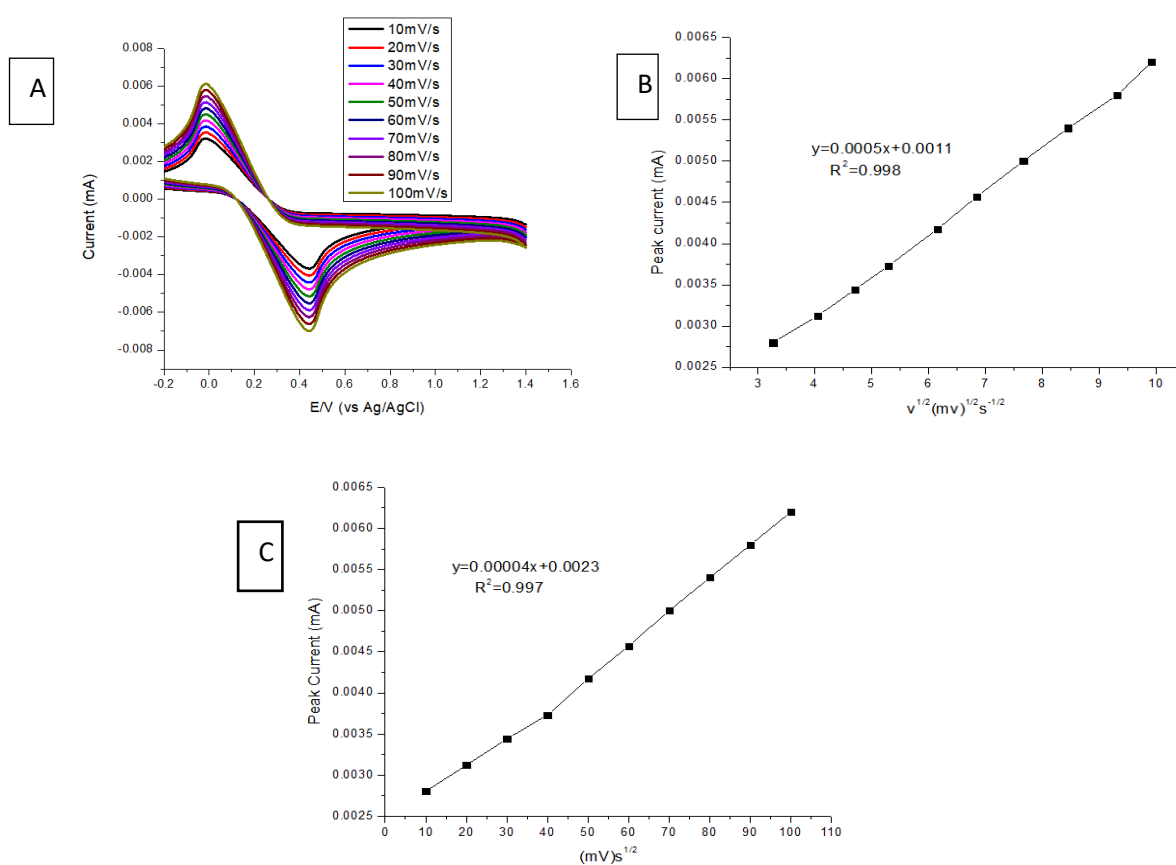 A
10mV/s
20mV/s
30mV/s
40mV/s
50mV/s
60mV/s
70mV/s
80mV/s
90mV/s
100mV/s
0.008
0.006
0.004
0.002
0.000
-0.002
-0.004
-0.006
-0.008
Current (mA)
-0.2 0.0 0.2 0.4 0.6 0.8 1.0 1.2 1.4 1.6
E/V (vs Ag/AgCl)
B
0.0065
0.0060
0.0055
0.0050
0.0045
0.0040
0.0035
0.0030
0.0025
Peak current (mA)
y=0.0005x+0.0011
R²=0.998
3 4 5 6 7 8 9 10
v^1/2(mv)^1/2s^-1/2
C
0.0065
0.0060
0.0055
0.0050
0.0045
0.0040
0.0035
0.0030
0.0025
Peak Current (mA)
y=0.00004x+0.0023
R²=0.997
0 10 20 30 40 50 60 70 80 90 100 110
(mV)s^1/2